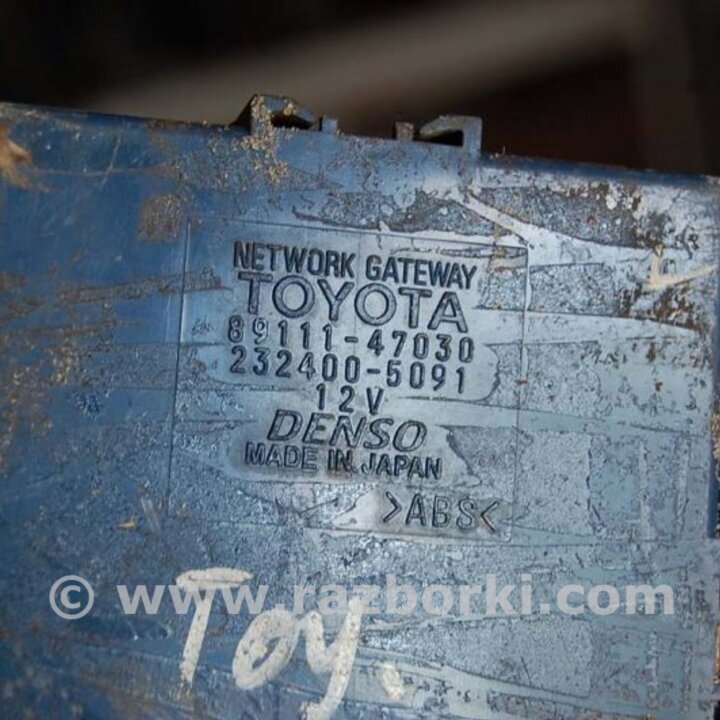 NETWORK GATEWAY
TOYOTA
89111-47030
232400-5091
12V
DENSO
MADE IN JAPAN
>ABS<
© www.razborki.com
Toy.